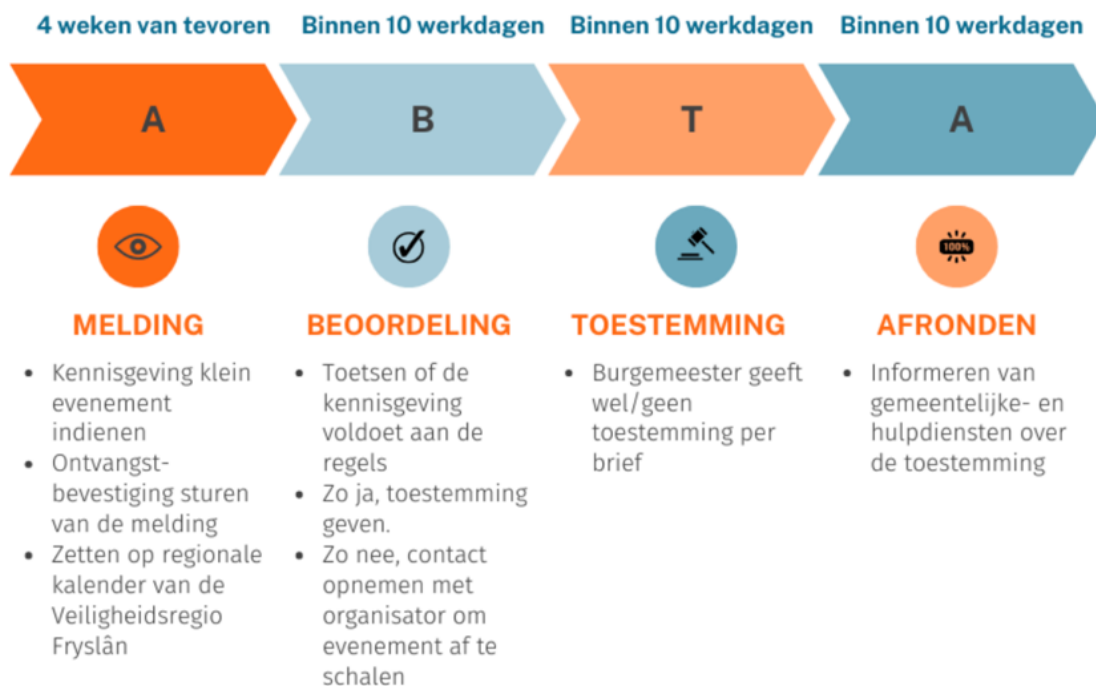 4 weken van tevoren
Binnen 10 werkdagen
Binnen 10 werkdagen
Binnen 10 werkdagen
A
B
T
A
100%
MELDING
• Kennisgeving klein
evenement
indienen
• Ontvangst-
bevestiging sturen
van de melding
• Zetten op regionale
kalender van de
Veiligheidsregio
Fryslân
BEOORDELING
• Toetsen of de
kennisgeving
voldoet aan de
regels
• Zo ja, toestemming
geven.
• Zo nee, contact
opnemen met
organisator om
evenement af te
schalen
TOESTEMMING
• Burgemeester geeft
wel/geen
toestemming per
brief
AFRONDEN
• Informeren van
gemeentelijke- en
hulpdiensten over
de toestemming